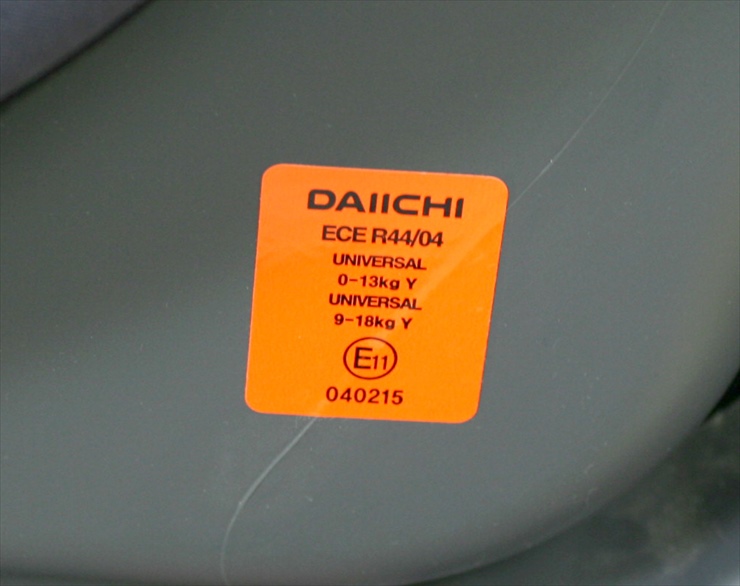 DAIICHI
ECE R44/04
UNIVERSAL
0-13kg Y
UNIVERSAL
9-18kg Y
E11
040215